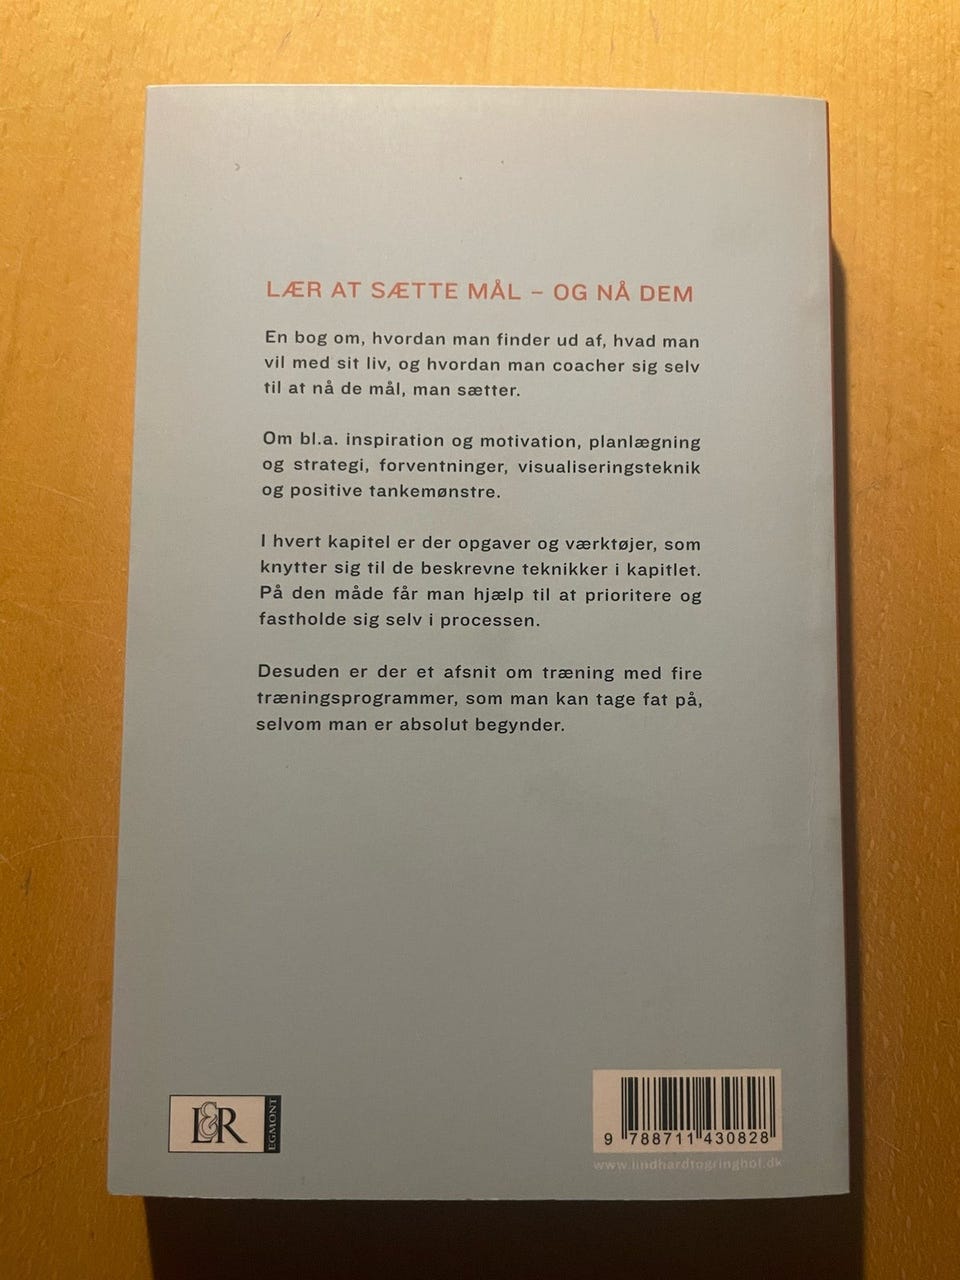 LÆR AT SÆTTE MÅL – OG NÅ DEM
En bog om, hvordan man finder ud af, hvad man
vil med sit liv, og hvordan man coacher sig selv
til at nå de mål, man sætter.
Om bl.a. inspiration og motivation, planlægning
og strategi, forventninger, visualiseringsteknik
og positive tankemønstre.
I hvert kapitel er der opgaver og værktøjer, som
knytter sig til de beskrevne teknikker i kapitlet.
På den måde får man hjælp til at prioritere og
fastholde sig selv i processen.
Desuden er der et afsnit om træning med fire
træningsprogrammer, som man kan tage fat på,
selvom man er absolut begynder.
L&R
EGMONT
9 788711 430828
www.lindhardtogringhof.dk